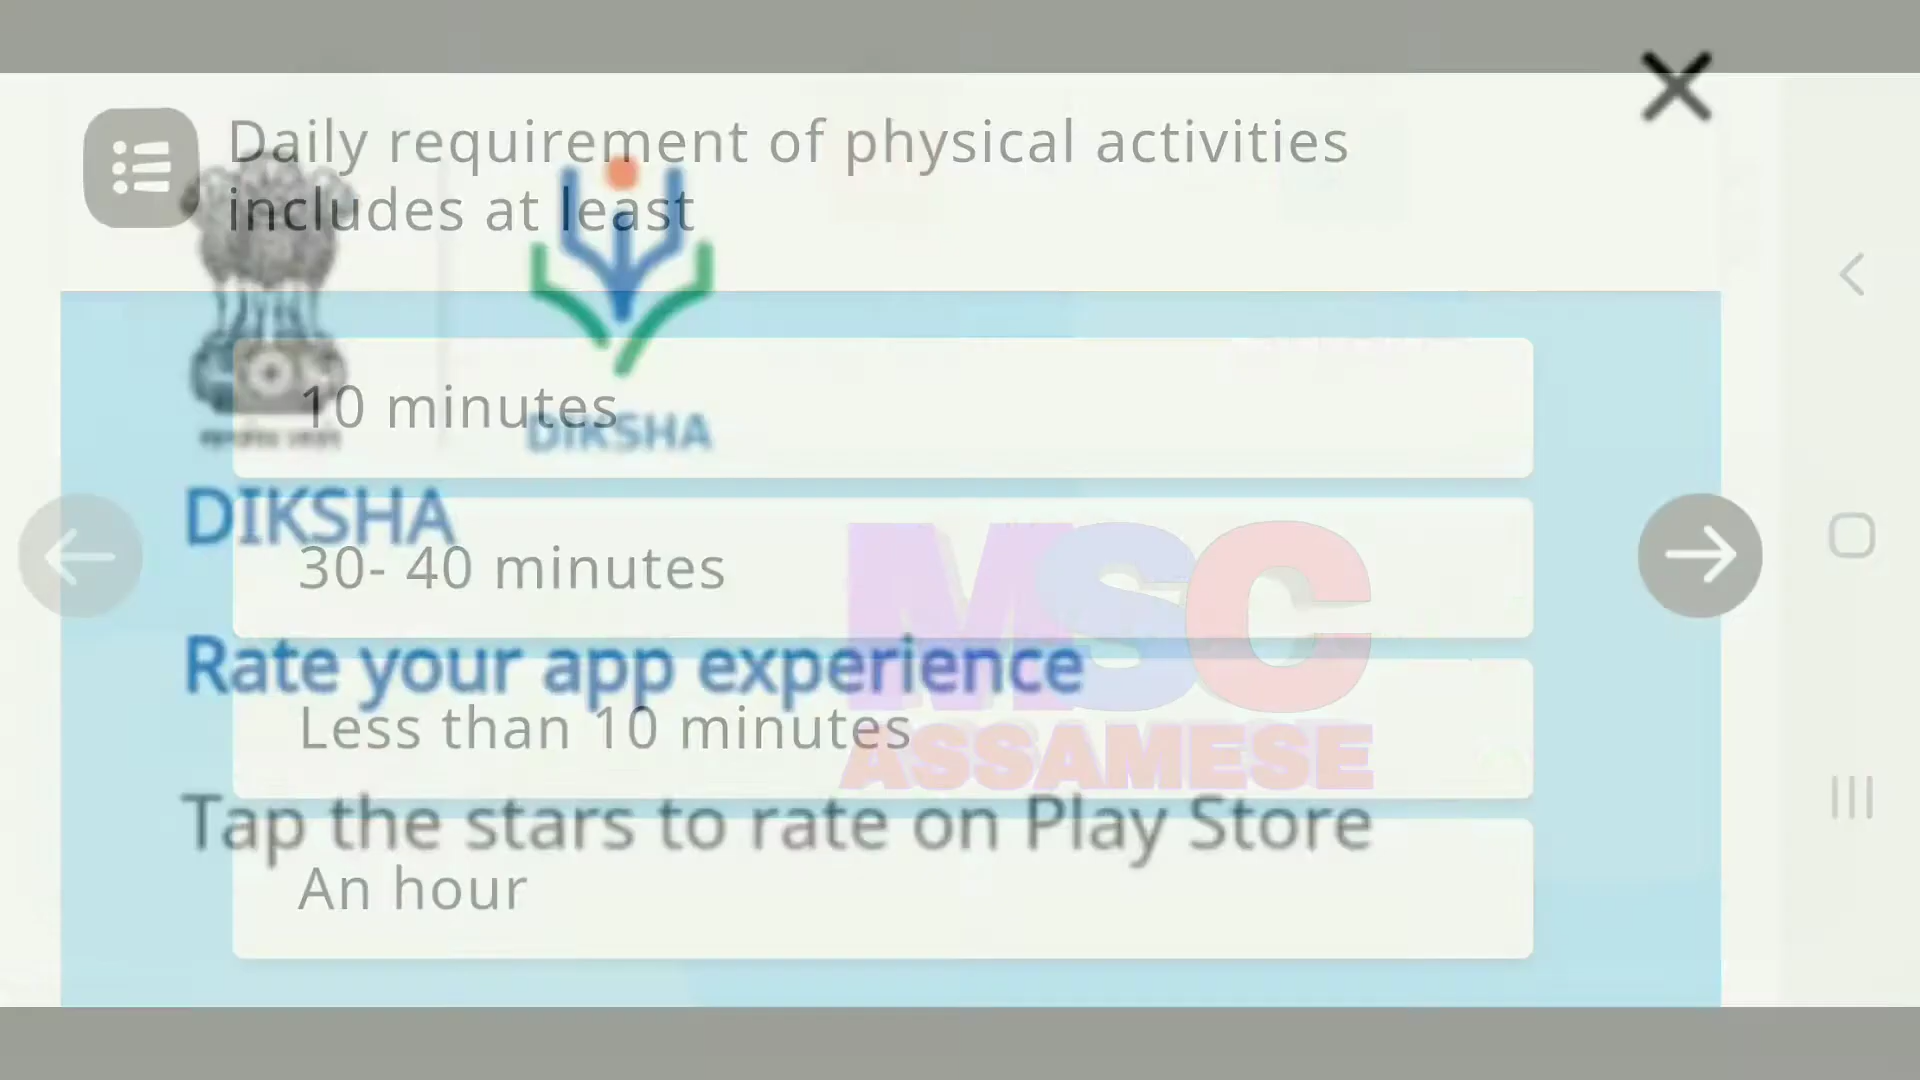 Daily requirement of physical activities
includes at least
10 minutes
DIKSHA
DIKSHA
30- 40 minutes
MSC
Rate your app experience
Less than 10 minutes
ASSAMESE
Tap the stars to rate on Play Store
An hour